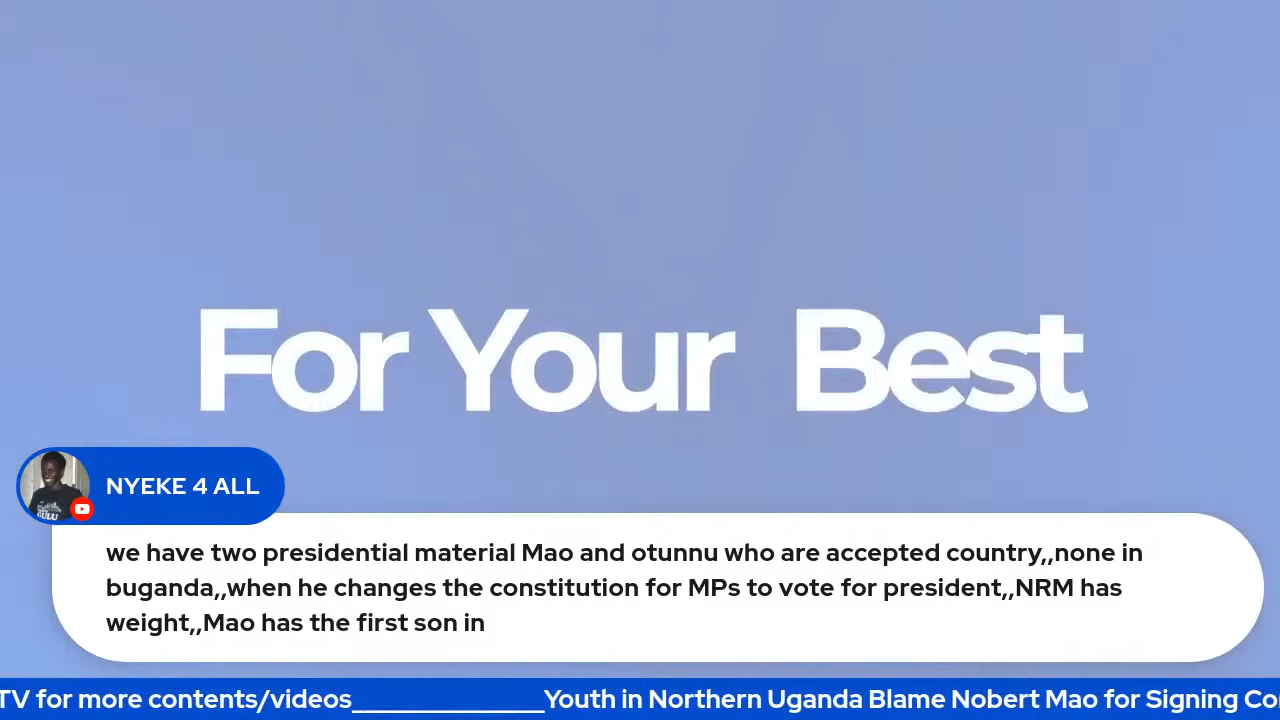 For Your Best
NYEKE 4 ALL
GULU
we have two presidential material Mao and otunnu who are accepted country,,none in
buganda,,when he changes the constitution for MPs to vote for president,,NRM has
weight,,Mao has the first son in
TV for more contents/videos______________Youth in Northern Uganda Blame Nobert Mao for Signing Co